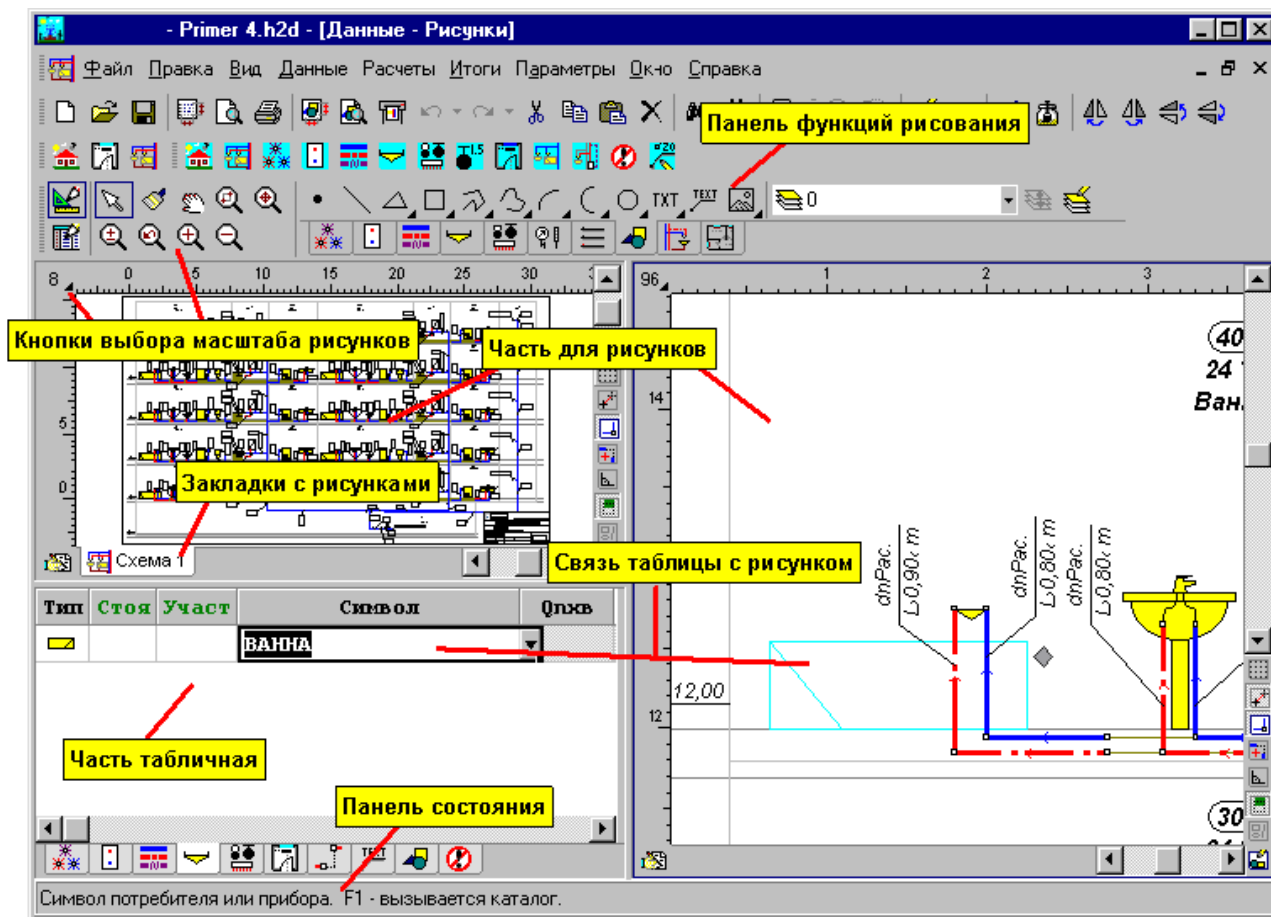 - Primer 4.h2d - [Данные - Рисунки]
Файл Правка Вид Данные Расчеты Итоги Параметры Окно Справка
Панель функций рисования
TXT TEXT 0
8 0 5 10 15 20 25 30
96 1 2 3
Кнопки выбора масштаба рисунков
Часть для рисунков
40
24
Ван
14
5
Закладки с рисунками
0
Схема 1
Связь таблицы с рисунком
dnРас.
L›0,90‹ m
dnРас.
L›0,80‹ m
dnРас.
L›0,80‹ m
Тип Стоя Участ Символ Qпхв
ВАННА
12,00
12
Часть табличная
Панель состояния
30
Символ потребителя или прибора. F1 - вызывается каталог.